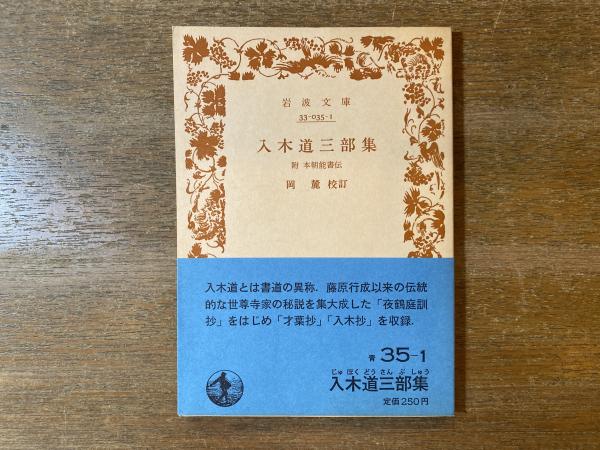 岩波文庫
33-035-1
入木道三部集
附 本朝能書伝
岡 麓 校訂
入木道とは書道の異称．藤原行成以来の伝統
的な世尊寺家の秘説を集大成した「夜鶴庭訓
抄」をはじめ「才葉抄」「入木抄」を収録．
青 35-1
じゅ ぼく どう さん ぶ しゅう
入木道三部集
定価250円